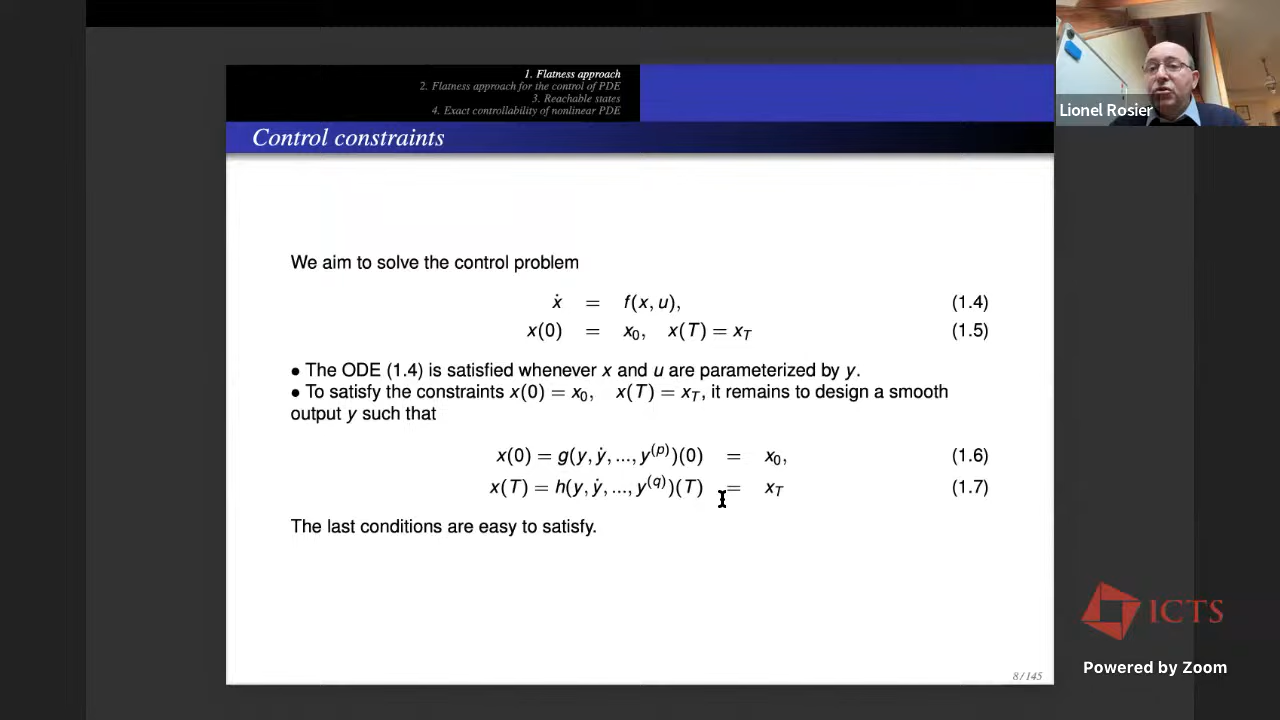 1. Flatness approach
2. Flatness approach for the control of PDE
3. Reachable states
4. Exact controllability of nonlinear PDE
Control constraints
Lionel Rosier
We aim to solve the control problem
ẋ = f(x, u), (1.4)
x(0) = x₀, x(T) = x_T (1.5)
• The ODE (1.4) is satisfied whenever x and u are parameterized by y.
• To satisfy the constraints x(0) = x₀, x(T) = x_T, it remains to design a smooth
output y such that
x(0) = g(y, ẏ, ..., y^(p))(0) = x₀, (1.6)
x(T) = h(y, ẏ, ..., y^(q))(T) = x_T (1.7)
The last conditions are easy to satisfy.
ICTS
Powered by Zoom
8 / 145